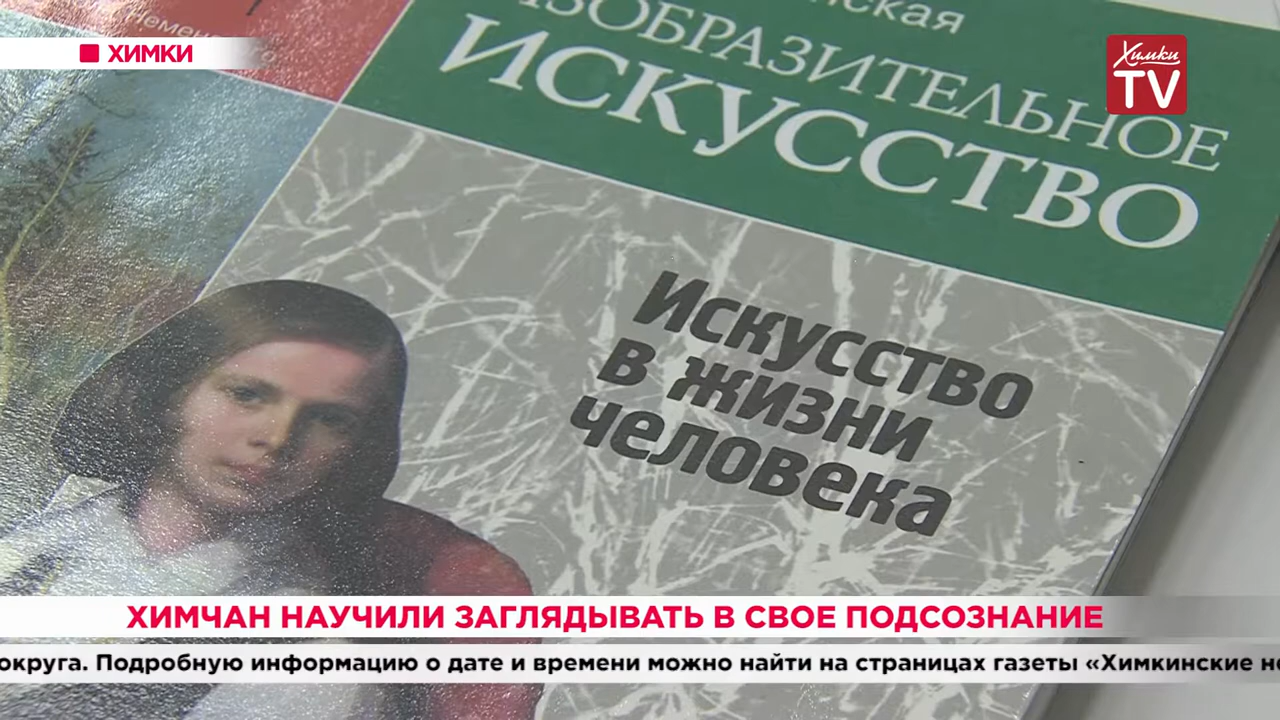 ХИМКИ
Химки
TV
ИЗОБРАЗИТЕЛЬНОЕ
ИСКУССТВО
Искусство
в жизни
человека
ХИМЧАН НАУЧИЛИ ЗАГЛЯДЫВАТЬ В СВОЕ ПОДСОЗНАНИЕ
округа. Подробную информацию о дате и времени можно найти на страницах газеты «Химкинские